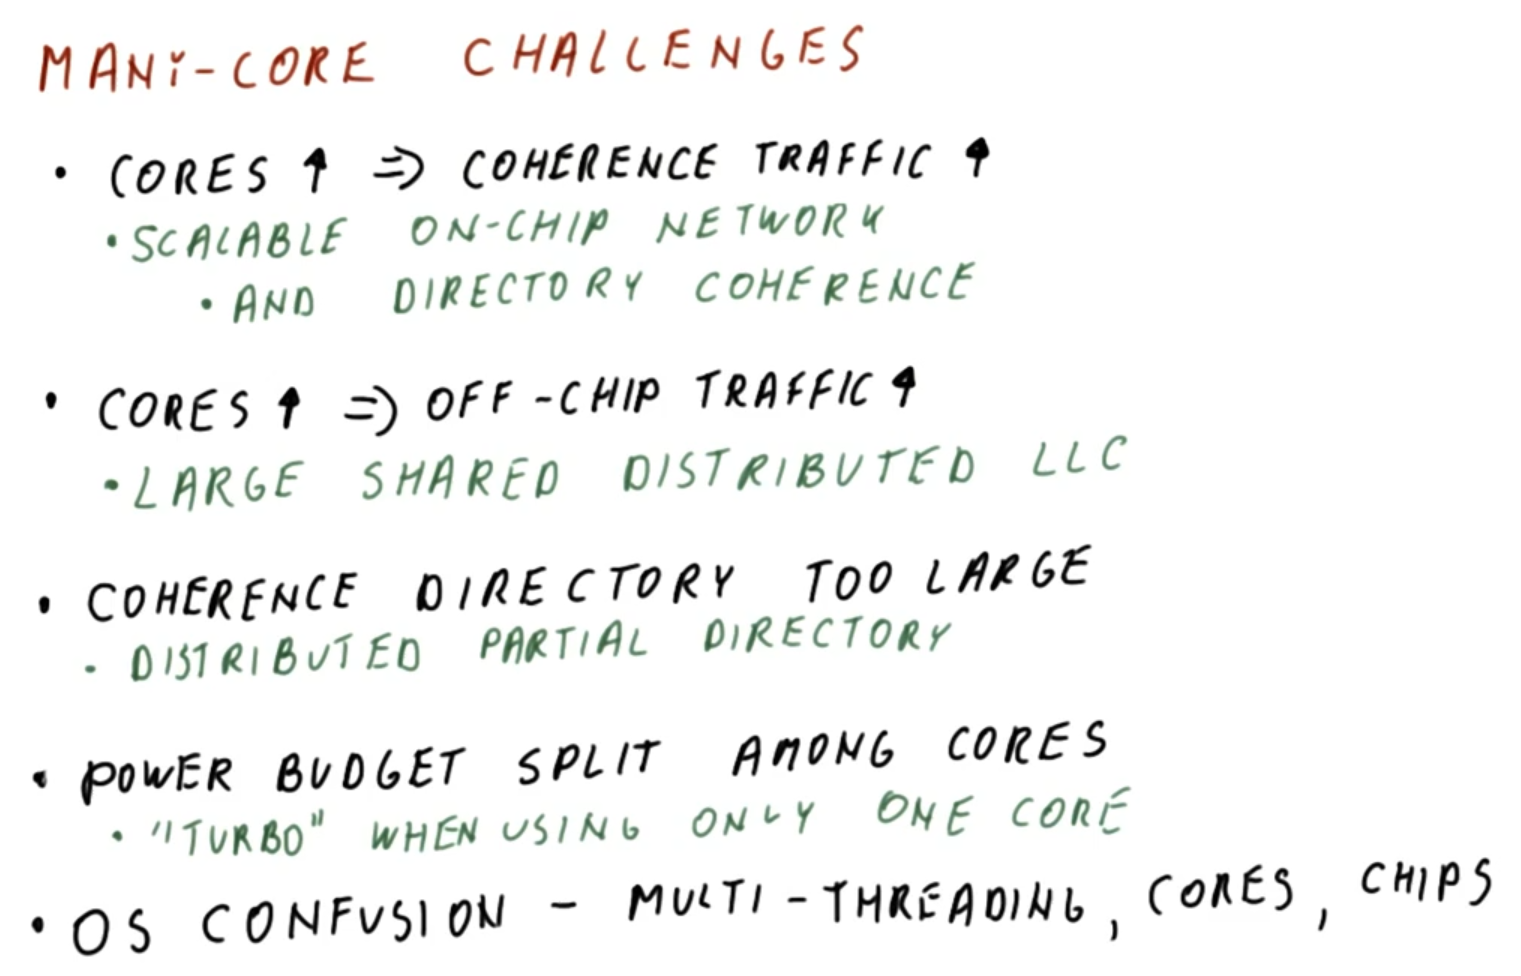 MANi-CORE CHALLENGES
• CORES ↑ => COHERENCE TRAFFIC ↑
• SCALABLE ON-CHIP NETWORK
• AND DIRECTORY COHERENCE
• CORES ↑ => OFF-CHIP TRAFFIC ↑
• LARGE SHARED DISTRIBUTED LLC
• COHERENCE DIRECTORY TOO LARGE
- DISTRIBUTED PARTIAL DIRECTORY
• POWER BUDGET SPLIT AMONG CORES
• "TURBO" WHEN USING ONLY ONE CORE
• OS CONFUSION - MULTI-THREADING, CORES, CHIPS